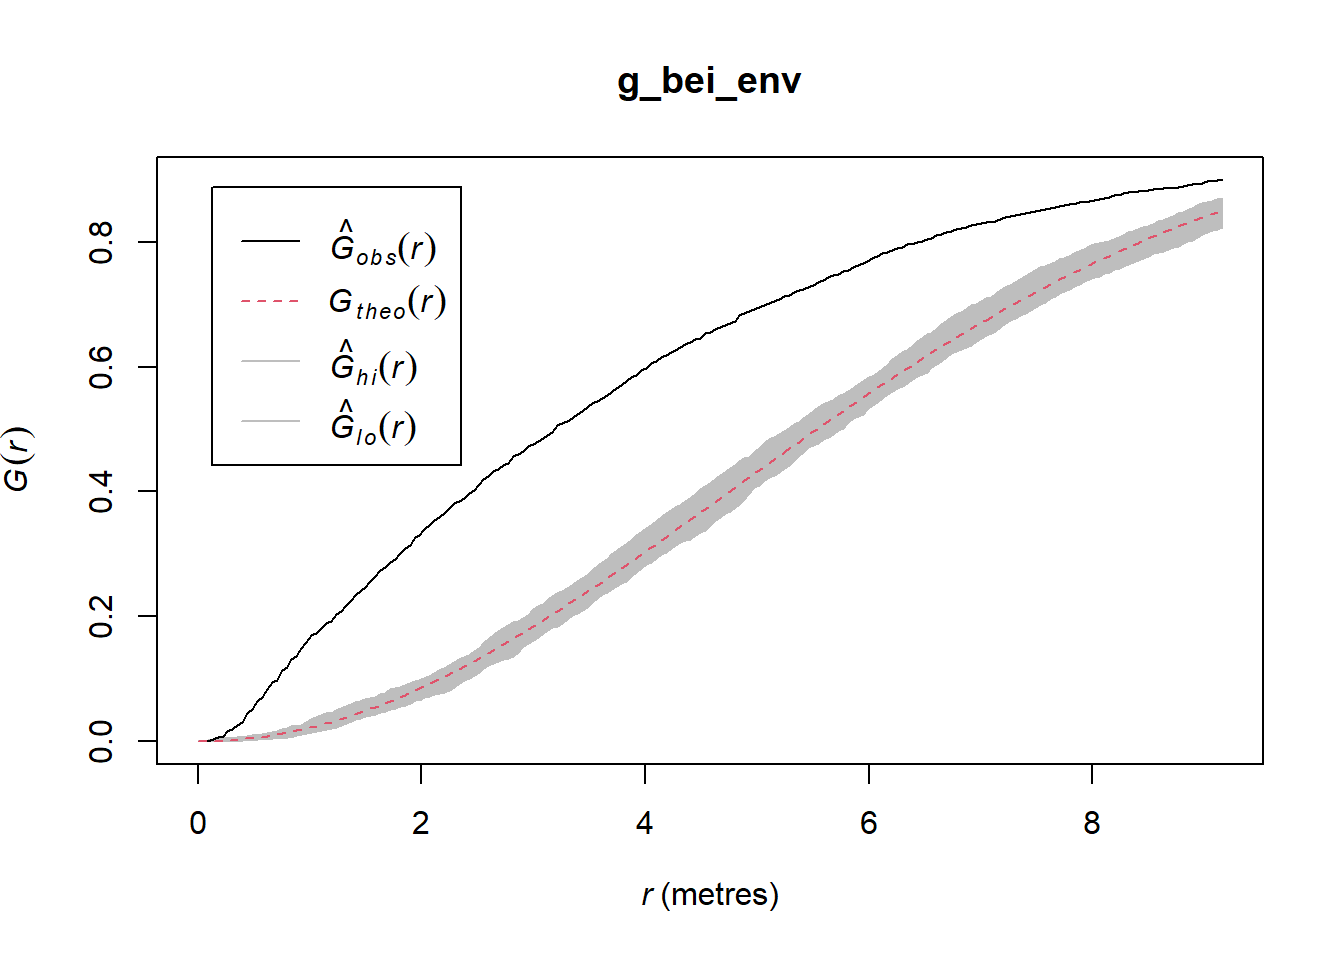 g_bei_env
Ĝobs(r)
Gtheo(r)
Ĝhi(r)
Ĝlo(r)
G(r)
0.8
0.6
0.4
0.2
0.0
0 2 4 6 8
r (metres)